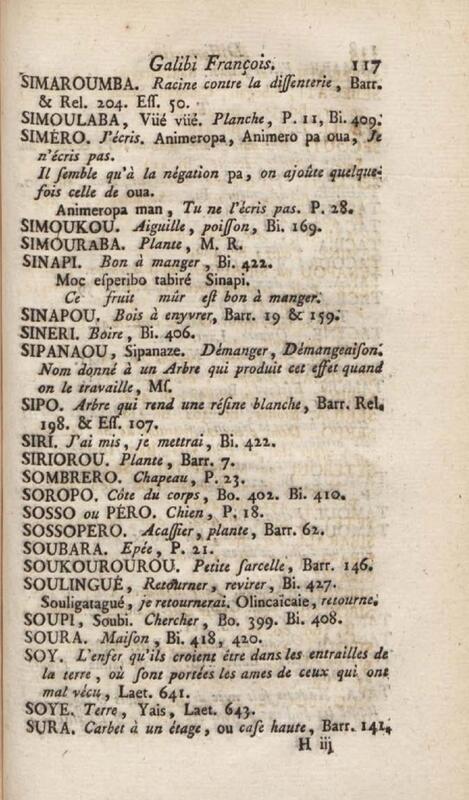 Galibi François. 117
SIMAROUMBA. Racine contre la diſſenterie, Barr.
& Rel. 204. Eſſ. 50.
SIMOULABA, Viié viié. Planche, P. 11, Bi. 409.
SIMÉRO. J'écris. Animeropa, Animero pa oua, Je
n'écris pas.
Il ſemble qu'à la négation pa, on ajoûte quelque-
fois celle de oua.
Animeropa man, Tu ne l'écris pas. P. 28.
SIMOUKOU. Aiguille, poiſſon, Bi. 169.
SIMOURABA. Plante, M. R.
SINAPI. Bon à manger, Bi. 422.
Moc eſperibo tabiré Sinapi.
Ce fruit mûr eſt bon à manger.
SINAPOU. Bois à enyvrer, Barr. 19 & 159.
SINERI. Boire, Bi. 406.
SIPANAOU, Sipanaze. Démanger, Démangeaiſon.
Nom donné à un Arbre qui produit cet effet quand
on le travaille, Mſ.
SIPO. Arbre qui rend une réſine blanche, Barr. Rel.
198. & Eſſ. 107.
SIRI. J'ai mis, je mettrai, Bi. 422.
SIRIOROU. Plante, Barr. 7.
SOMBRERO. Chapeau, P. 23.
SOROPO. Côte du corps, Bo. 402. Bi. 410.
SOSSO ou PÉRO. Chien, P. 18.
SOSSOPERO. Acaſſier, plante, Barr. 62.
SOUBARA. Epée, P. 21.
SOUKOUROUROU. Petite ſarcelle, Barr. 146.
SOULINGUÉ, Retourner, revirer, Bi. 427.
Souligatagué, je retournerai. Olincaïcaie, retourne.
SOUPI, Soubi. Chercher, Bo. 399. Bi. 408.
SOURA. Maiſon, Bi. 418, 420.
SOY. L'enfer qu'ils croient être dans les entrailles de
la terre, où ſont portées les ames de ceux qui ont
mal vécu, Laet. 641.
SOYE. Terre, Yais, Laet. 643.
SURA. Carbet à un étage, ou caſe haute, Barr. 141.
H iij